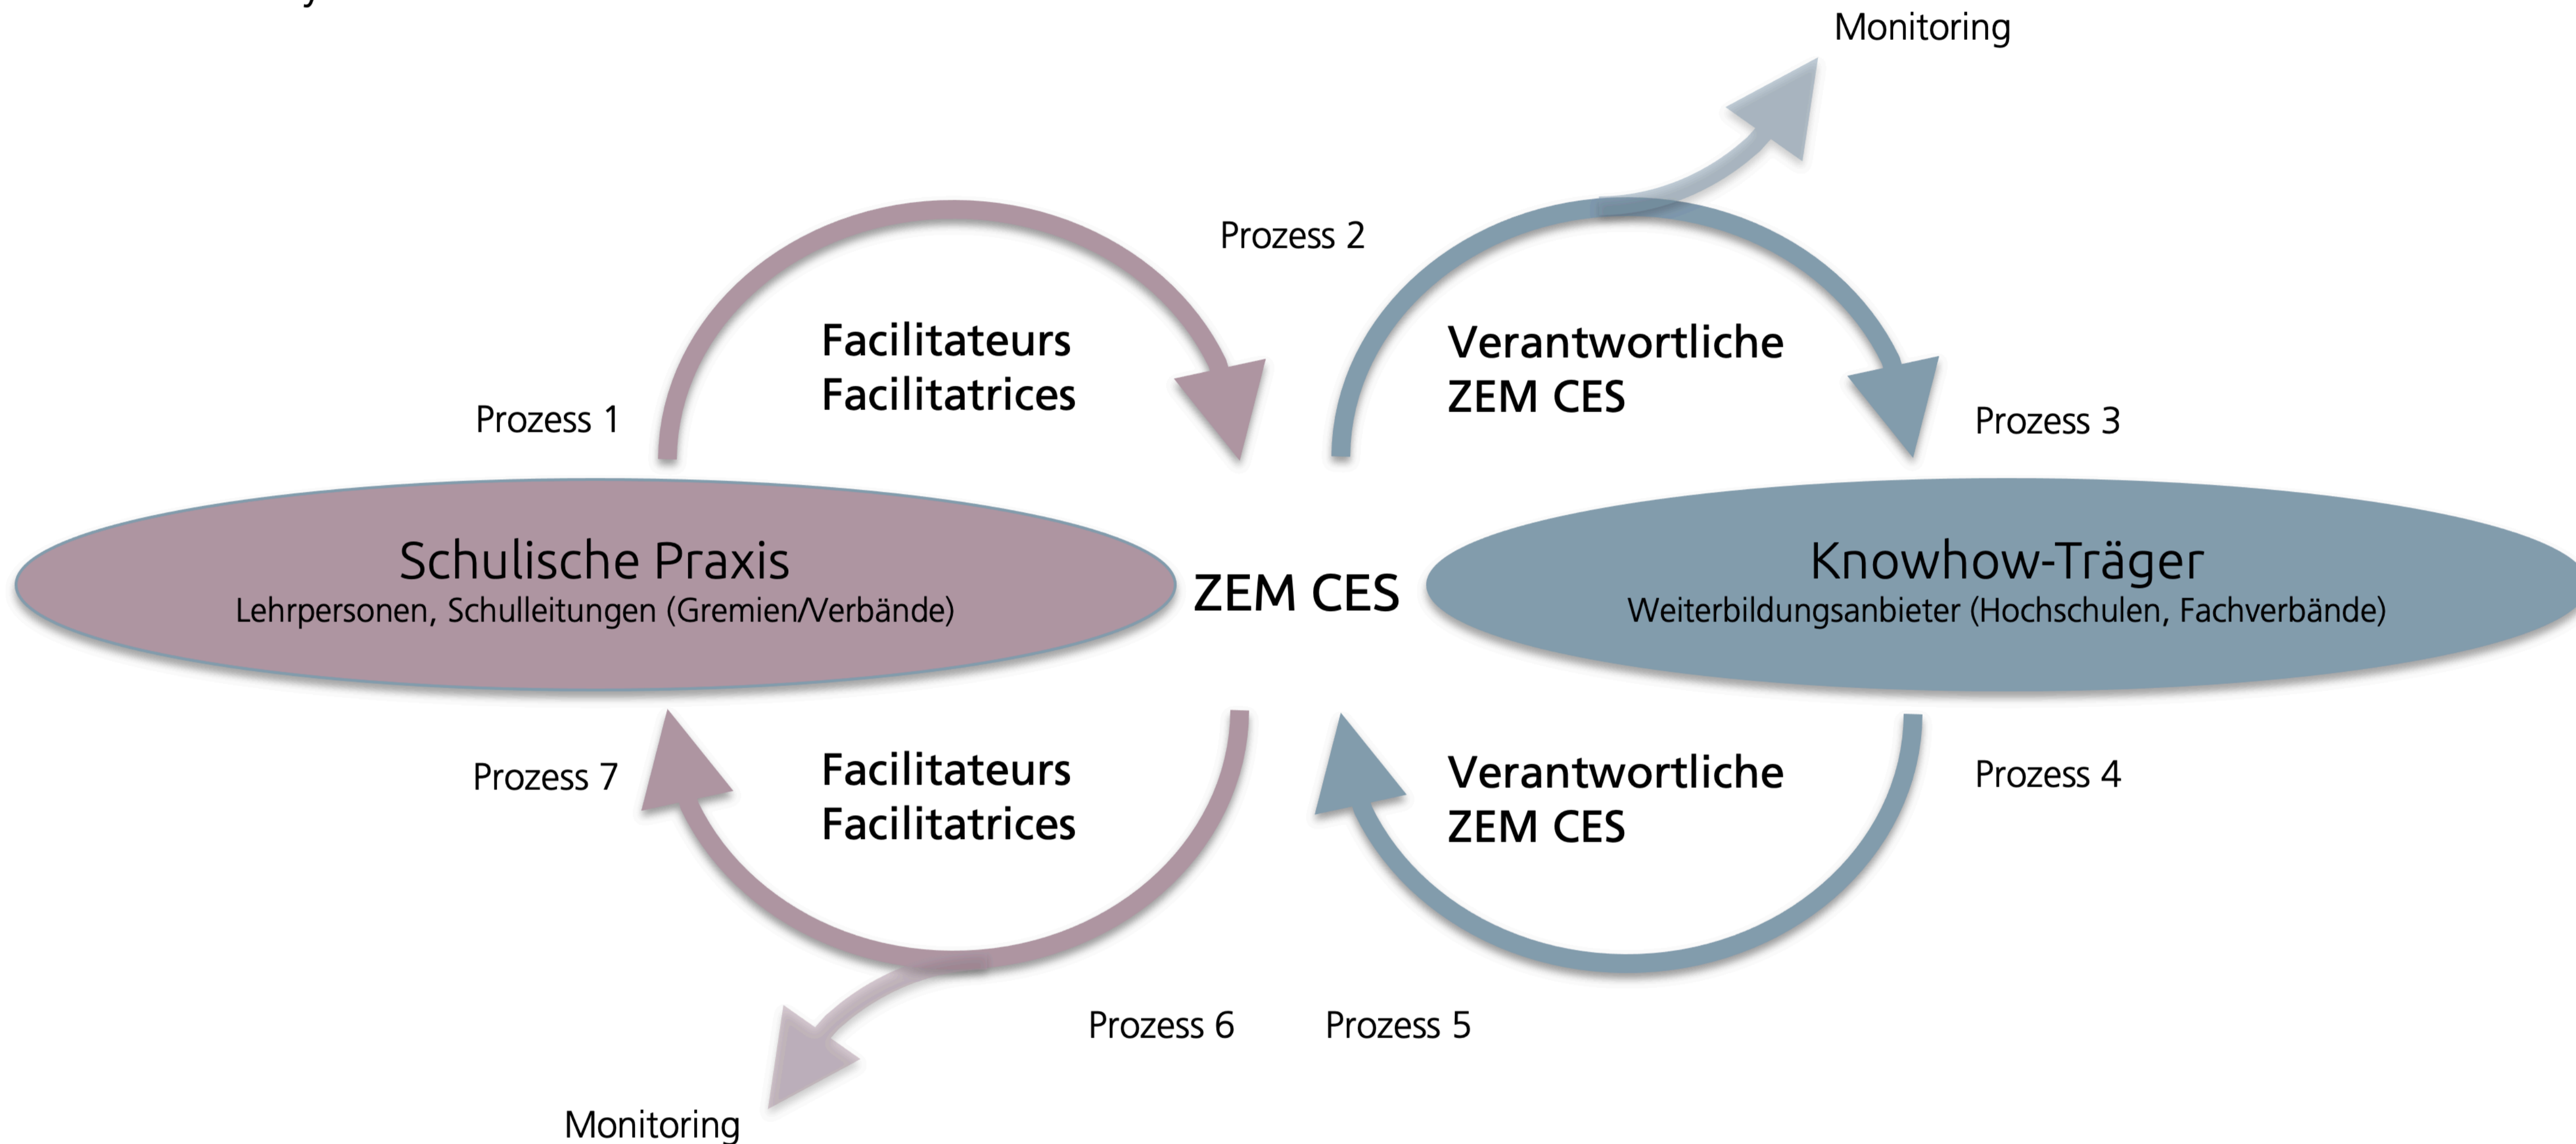 Monitoring
Prozess 2
Facilitateurs
Facilitatrices
Verantwortliche
ZEM CES
Prozess 1
Prozess 3
Schulische Praxis
Lehrpersonen, Schulleitungen (Gremien/Verbände)
ZEM CES
Knowhow-Träger
Weiterbildungsanbieter (Hochschulen, Fachverbände)
Prozess 7
Facilitateurs
Facilitatrices
Verantwortliche
ZEM CES
Prozess 4
Prozess 6
Prozess 5
Monitoring